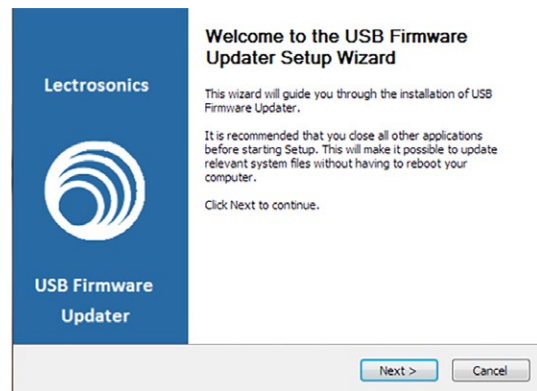 Lectrosonics
USB Firmware
Updater
Welcome to the USB Firmware
Updater Setup Wizard
This wizard will guide you through the installation of USB
Firmware Updater.
It is recommended that you close all other applications
before starting Setup. This will make it possible to update
relevant system files without having to reboot your
computer.
Click Next to continue.
Next >
Cancel